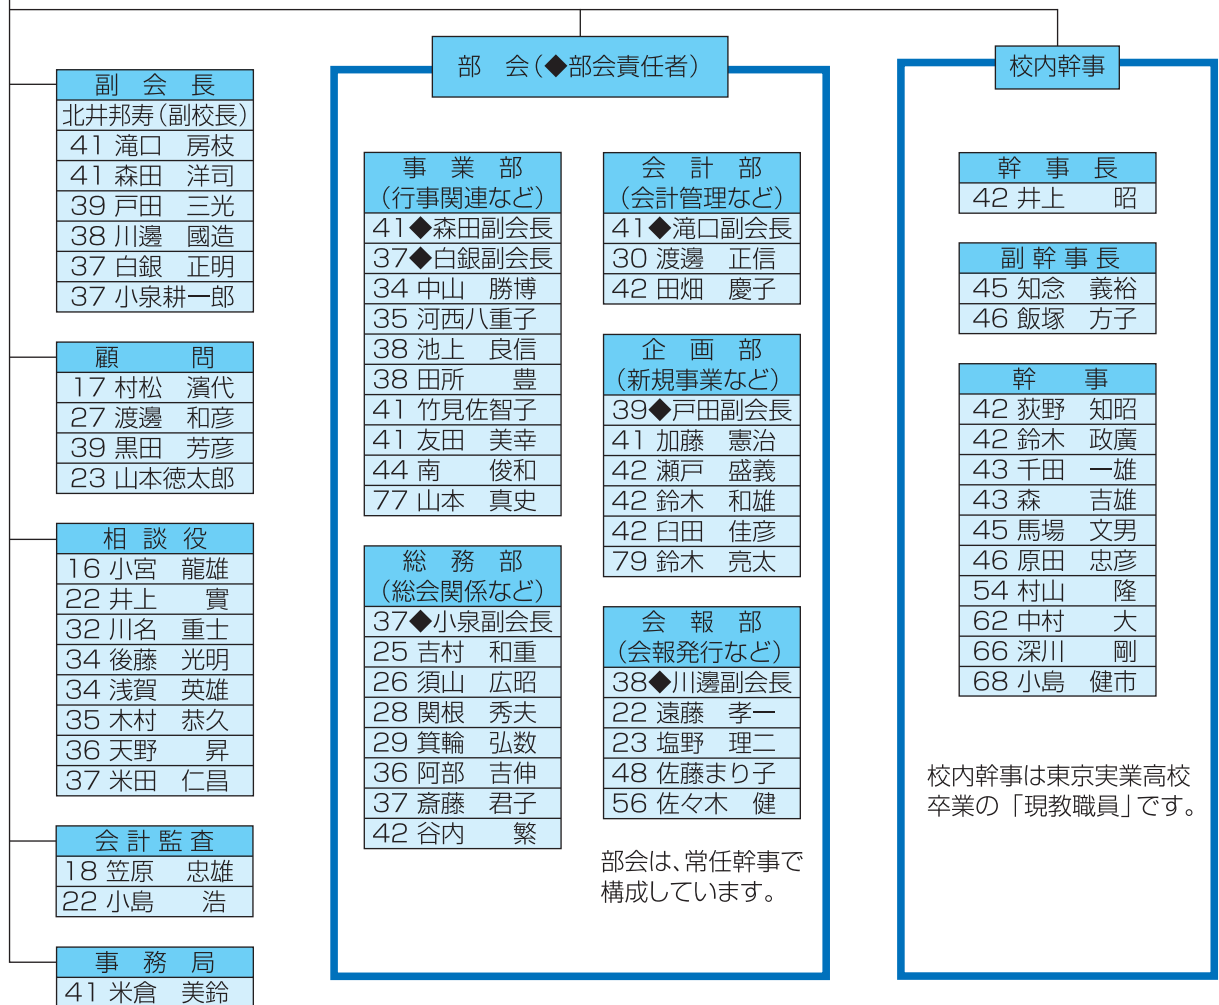 副 会 長
北井邦寿(副校長)
41 滝口 房枝
41 森田 洋司
39 戸田 三光
38 川邊 國造
37 白銀 正明
37 小泉耕一郎
顧 問
17 村松 濱代
27 渡邊 和彦
39 黒田 芳彦
23 山本徳太郎
相 談 役
16 小宮 龍雄
22 井上 實
32 川名 重士
34 後藤 光明
34 浅賀 英雄
35 木村 恭久
36 天野 昇
37 米田 仁昌
会 計 監 査
18 笠原 忠雄
22 小島 浩
事 務 局
41 米倉 美鈴
部 会(◆部会責任者)
事 業 部
(行事関連など)
41◆森田副会長
37◆白銀副会長
34 中山 勝博
35 河西八重子
38 池上 良信
38 田所 豊
41 竹見佐智子
41 友田 美幸
44 南 俊和
77 山本 真史
総 務 部
(総会関係など)
37◆小泉副会長
25 吉村 和重
26 須山 広昭
28 関根 秀夫
29 箕輪 弘数
36 阿部 吉伸
37 斎藤 君子
42 谷内 繁
会 計 部
(会計管理など)
41◆滝口副会長
30 渡邊 正信
42 田畑 慶子
企 画 部
(新規事業など)
39◆戸田副会長
41 加藤 憲治
42 瀬戸 盛義
42 鈴木 和雄
42 臼田 佳彦
79 鈴木 亮太
会 報 部
(会報発行など)
38◆川邊副会長
22 遠藤 孝一
23 塩野 理二
48 佐藤まり子
56 佐々木 健
部会は、常任幹事で
構成しています。
校内幹事
幹 事 長
42 井上 昭
副 幹 事 長
45 知念 義裕
46 飯塚 方子
幹 事
42 荻野 知昭
42 鈴木 政廣
43 千田 一雄
43 森 吉雄
45 馬場 文男
46 原田 忠彦
54 村山 隆
62 中村 大
66 深川 剛
68 小島 健市
校内幹事は東京実業高校
卒業の「現教職員」です。